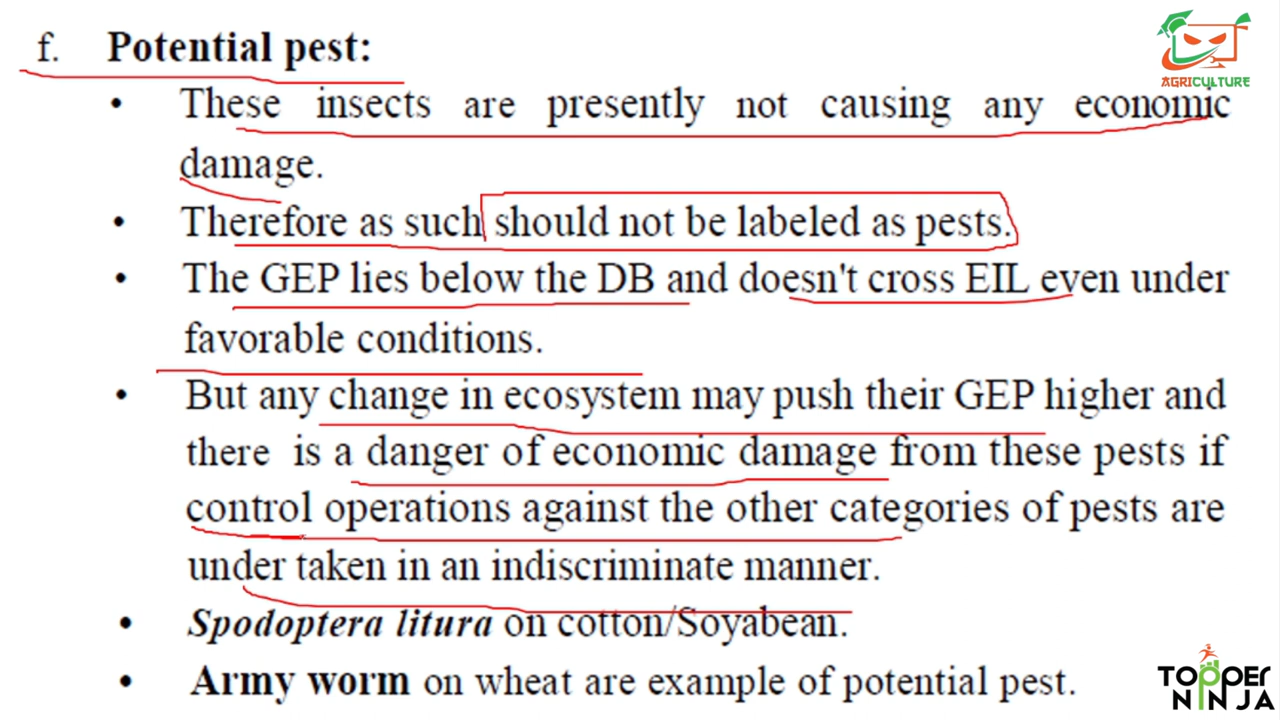 f. Potential pest:
AGRICULTURE
• These insects are presently not causing any economic
damage.
• Therefore as such should not be labeled as pests.
• The GEP lies below the DB and doesn't cross EIL even under
favorable conditions.
• But any change in ecosystem may push their GEP higher and
there is a danger of economic damage from these pests if
control operations against the other categories of pests are
under taken in an indiscriminate manner.
• Spodoptera litura on cotton/Soyabean.
• Army worm on wheat are example of potential pest.
TOPPER
NINJA